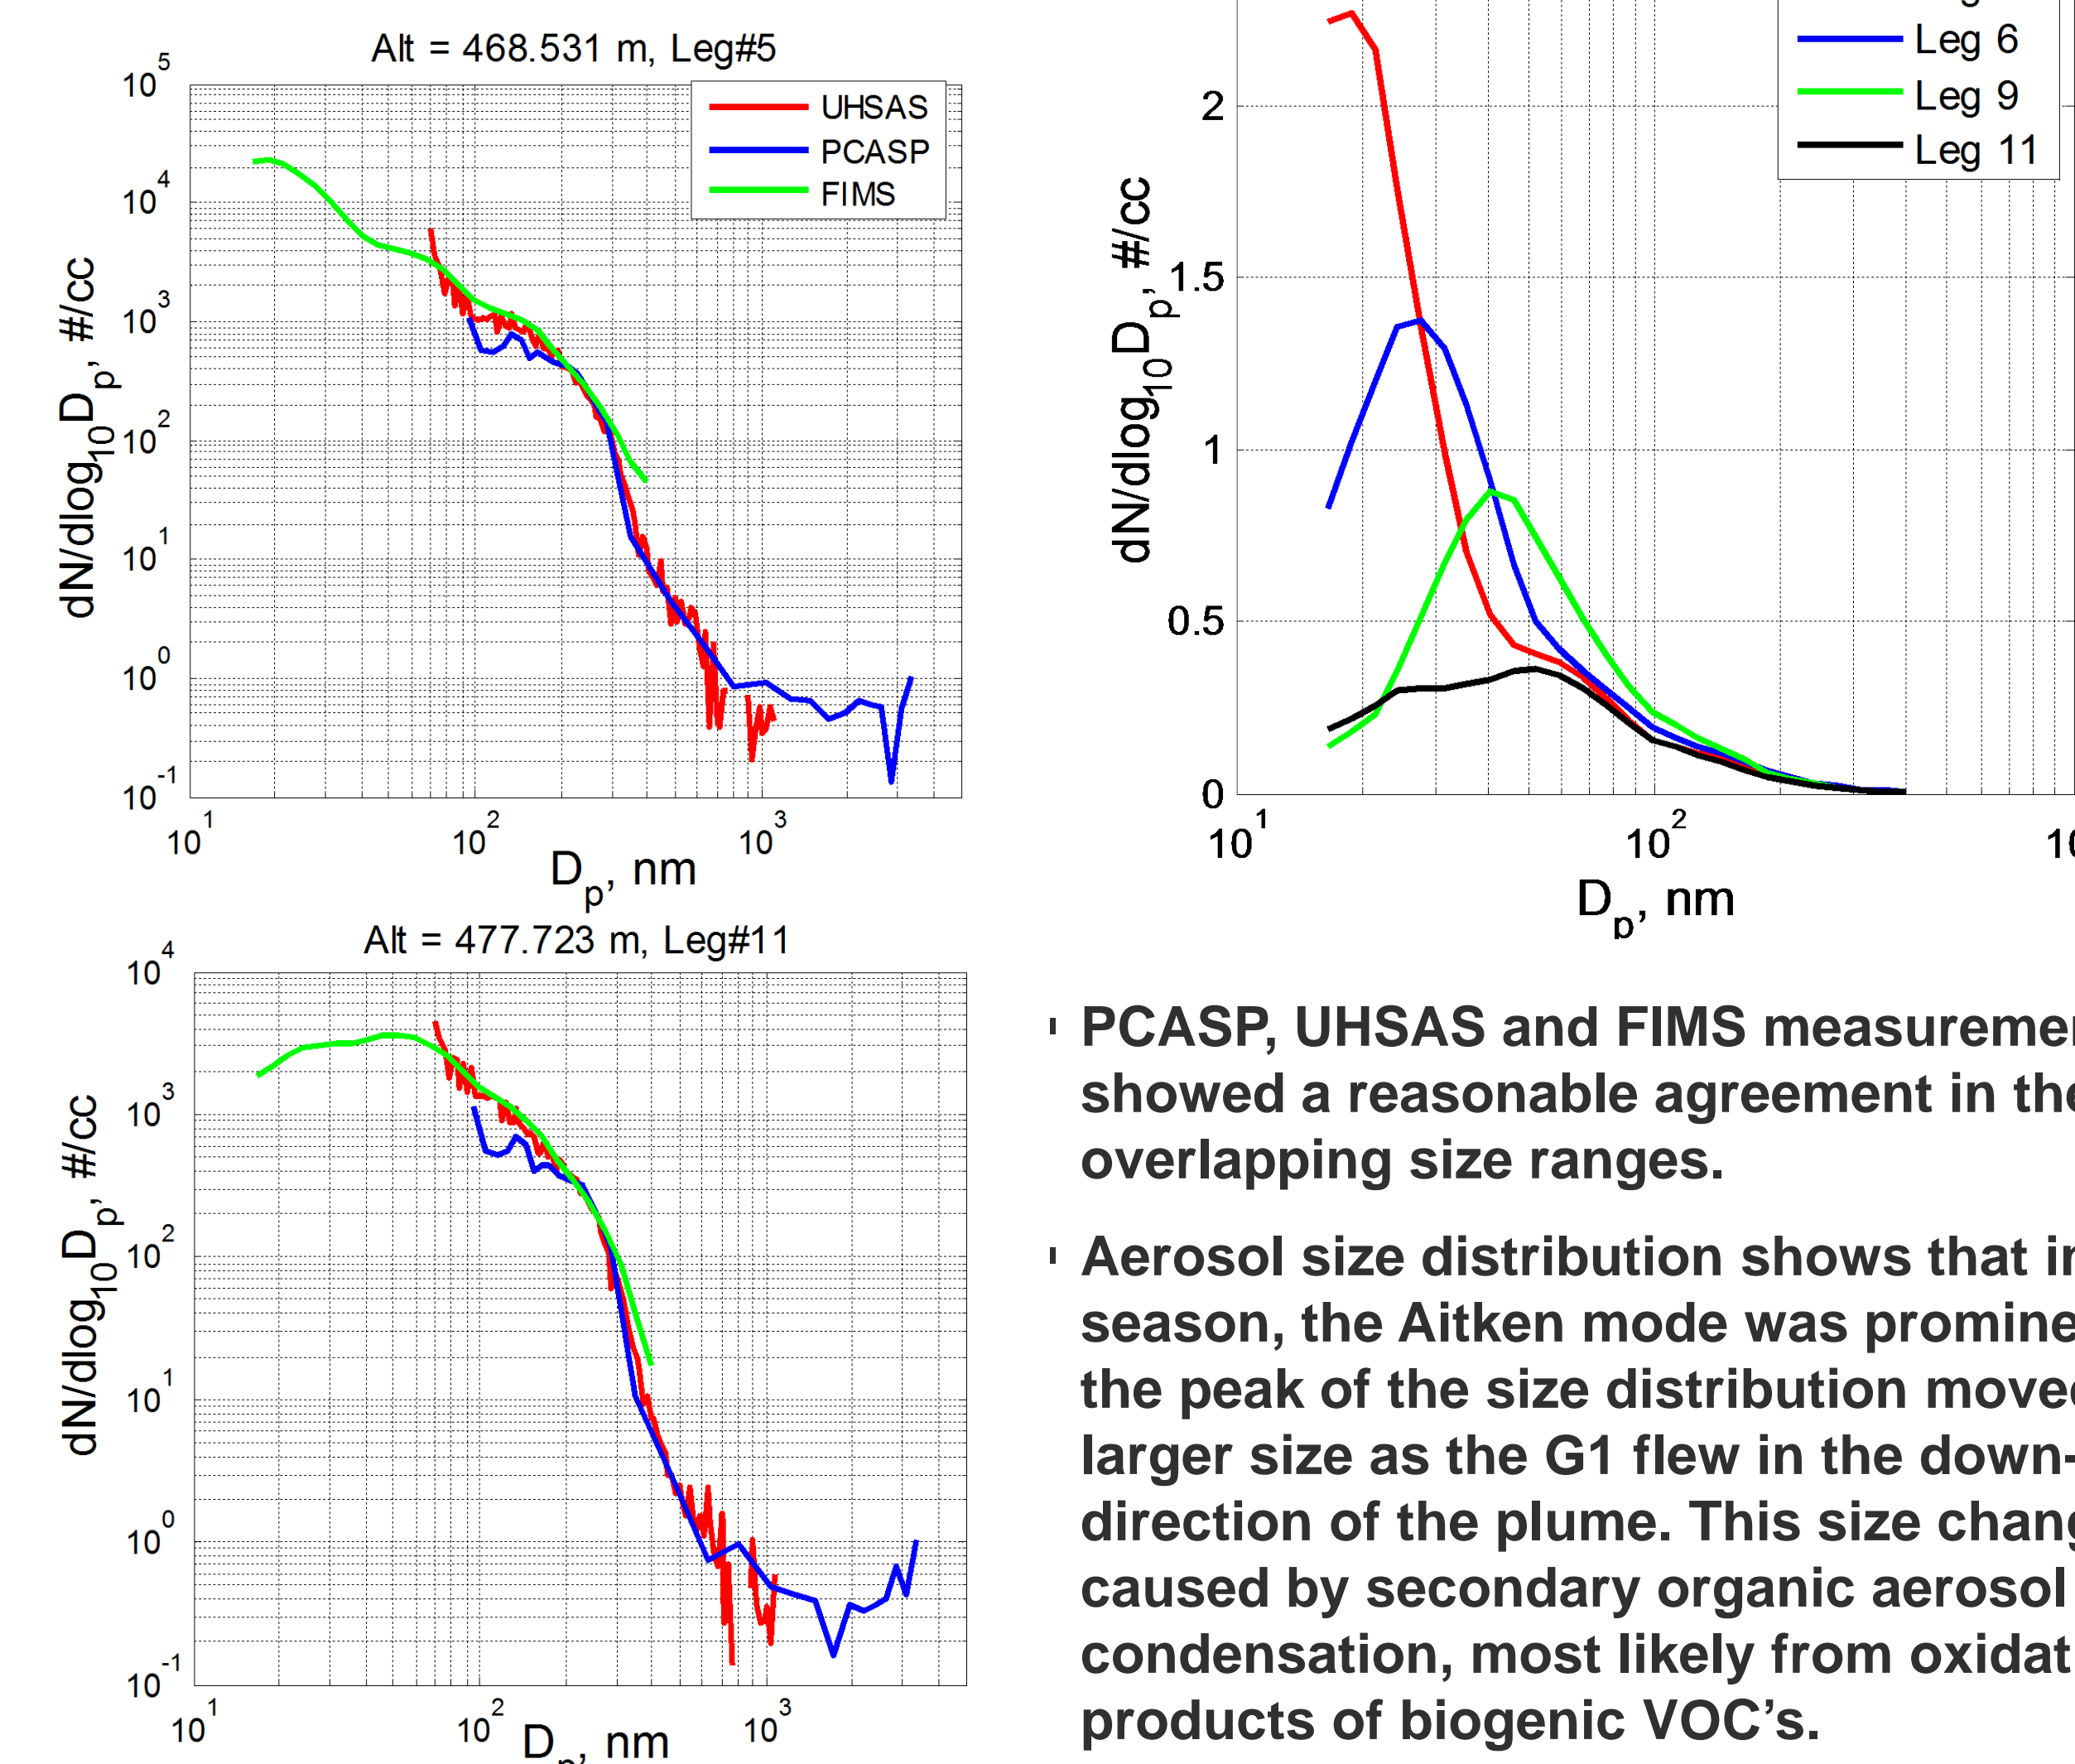 Alt = 468.531 m, Leg#5
10^5
10^4
10^3
10^2
10^1
10^0
10^-1
dN/dlog10Dp, #/cc
UHSAS
PCASP
FIMS
10^1
10^2
10^3
Dp, nm
Alt = 477.723 m, Leg#11
10^4
10^3
10^2
10^1
10^0
10^-1
dN/dlog10Dp, #/cc
10^1
10^2
10^3
Dp, nm
Leg 6
Leg 9
Leg 11
2
1.5
1
0.5
0
dN/dlog10Dp, #/cc
10^1
10^2
Dp, nm
PCASP, UHSAS and FIMS
showed a reasonable agreement in
overlapping size ranges.
Aerosol size distribution shows that
season, the Aitken mode was
the peak of the size distribution
larger size as the G1 flew in the down-
direction of the plume. This size
caused by secondary organic aerosol
condensation, most likely from
products of biogenic VOC's.